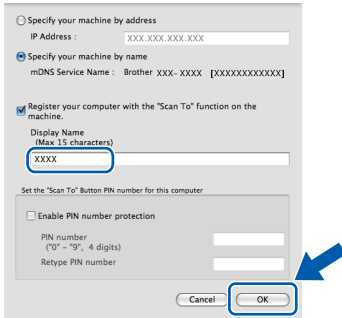 Specify your machine by address
IP Address : XXX.XXX.XXX.XXX
Specify your machine by name
mDNS Service Name : Brother XXX-XXXX [XXXXXXXXXXXX]
Register your computer with the "Scan To" function on the
machine.
Display Name
(Max 15 characters)
XXXX
Set the "Scan To" Button PIN number for this computer
Enable PIN number protection
PIN number
("0" – "9", 4 digits)
Retype PIN number
Cancel OK